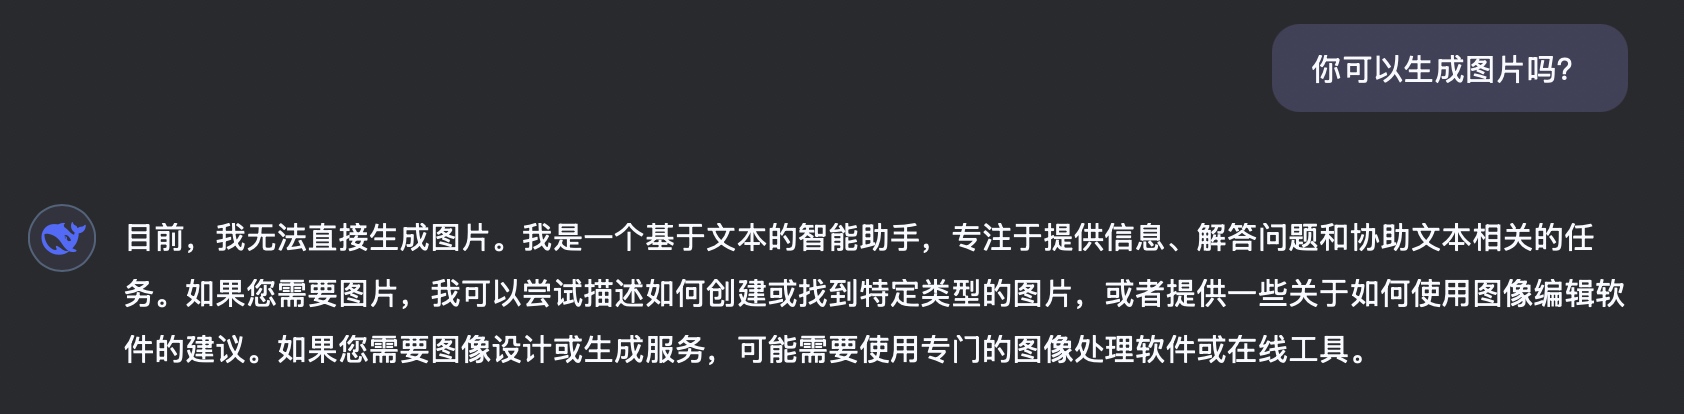 你可以生成图片吗？
目前，我无法直接生成图片。我是一个基于文本的智能助手，专注于提供信息、解答问题和协助文本相关的任
务。如果您需要图片，我可以尝试描述如何创建或找到特定类型的图片，或者提供一些关于如何使用图像编辑软
件的建议。如果您需要图像设计或生成服务，可能需要使用专门的图像处理软件或在线工具。